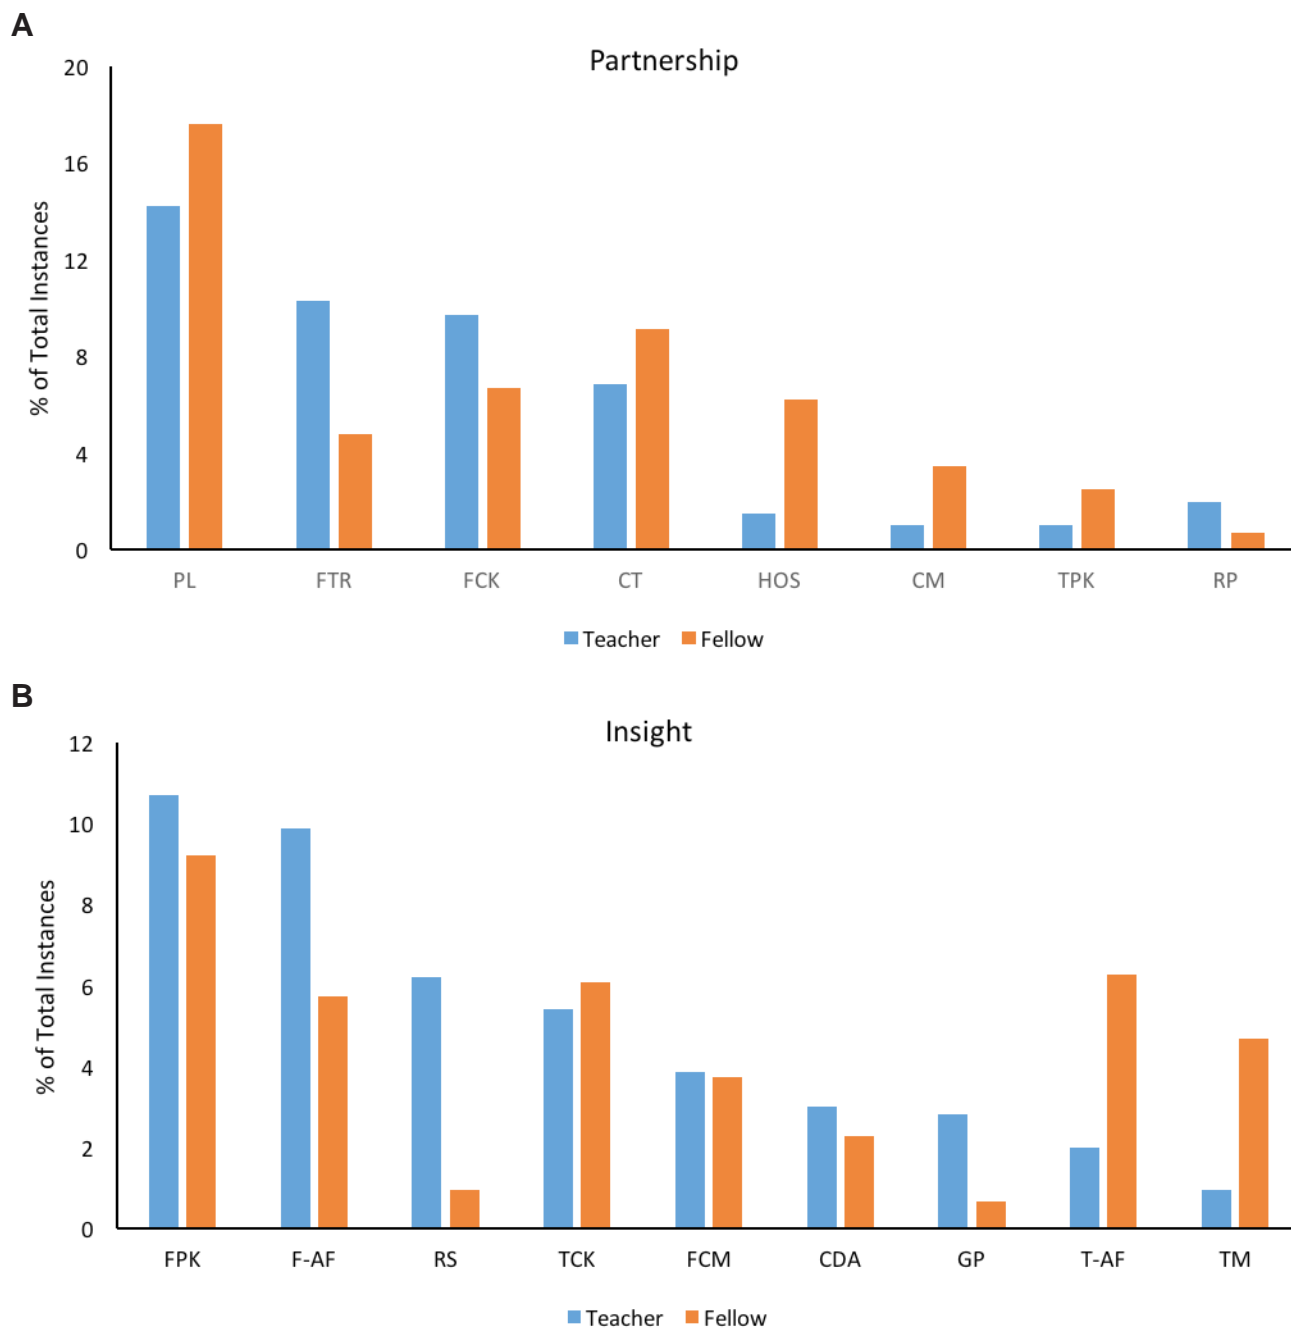 A
Partnership
20
16
12
8
4
0
% of Total Instances
PL FTR FCK CT HOS CM TPK RP
Teacher Fellow
B
Insight
12
10
8
6
4
2
0
% of Total Instances
FPK F-AF RS TCK FCM CDA GP T-AF TM
Teacher Fellow